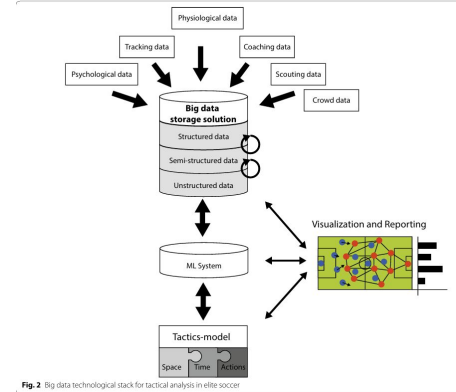 Physiological data
Tracking data
Coaching data
Psychological data
Scouting data
Crowd data
Big data
storage solution
Structured data
Semi-structured data
Unstructured data
Visualization and Reporting
ML System
Tactics-model
Space
Time
Actions
Fig. 2 Big data technological stack for tactical analysis in elite soccer